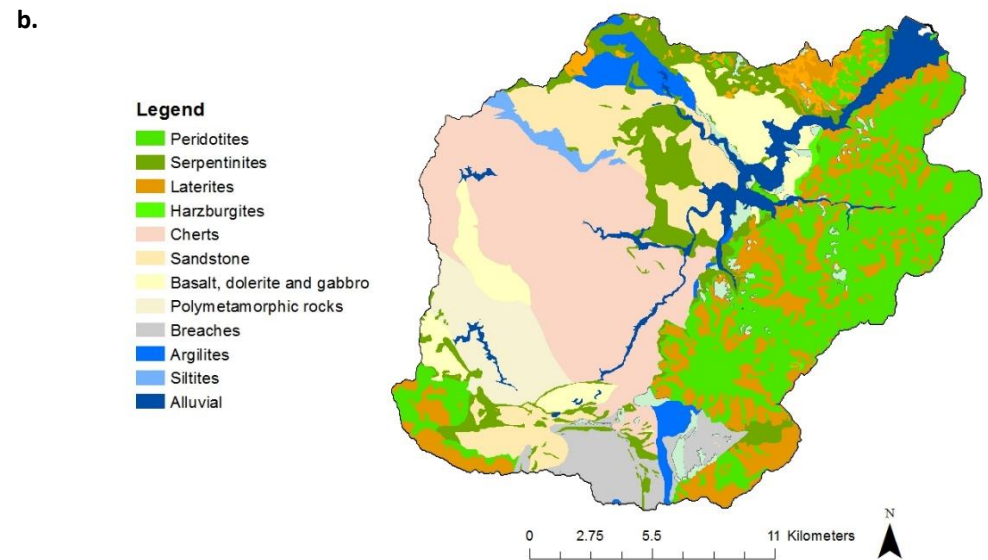 b.
Legend
Peridotites
Serpentinites
Laterites
Harzburgites
Cherts
Sandstone
Basalt, dolerite and gabbro
Polymetamorphic rocks
Breaches
Argilites
Siltites
Alluvial
N
0 2.75 5.5 11 Kilometers